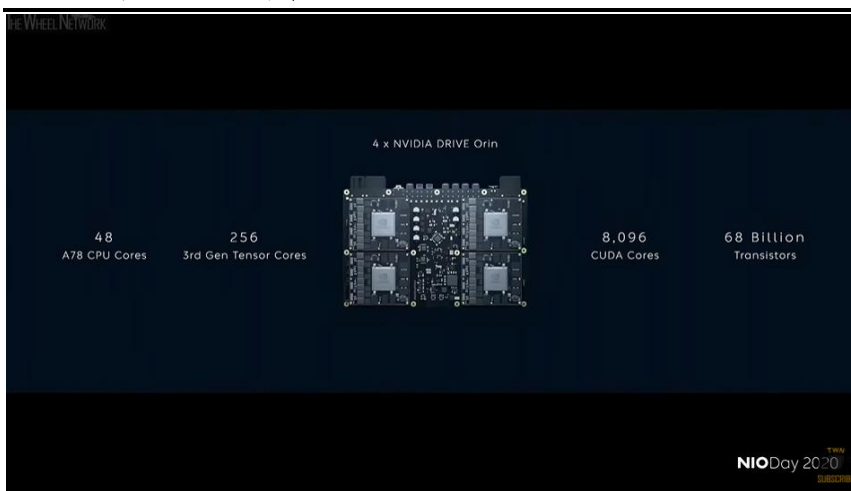 THE WHEEL NETWORK
4 x NVIDIA DRIVE Orin
48
A78 CPU Cores
256
3rd Gen Tensor Cores
8,096
CUDA Cores
68 Billion
Transistors
TWN
NIODay 2020
SUBSCRIBE